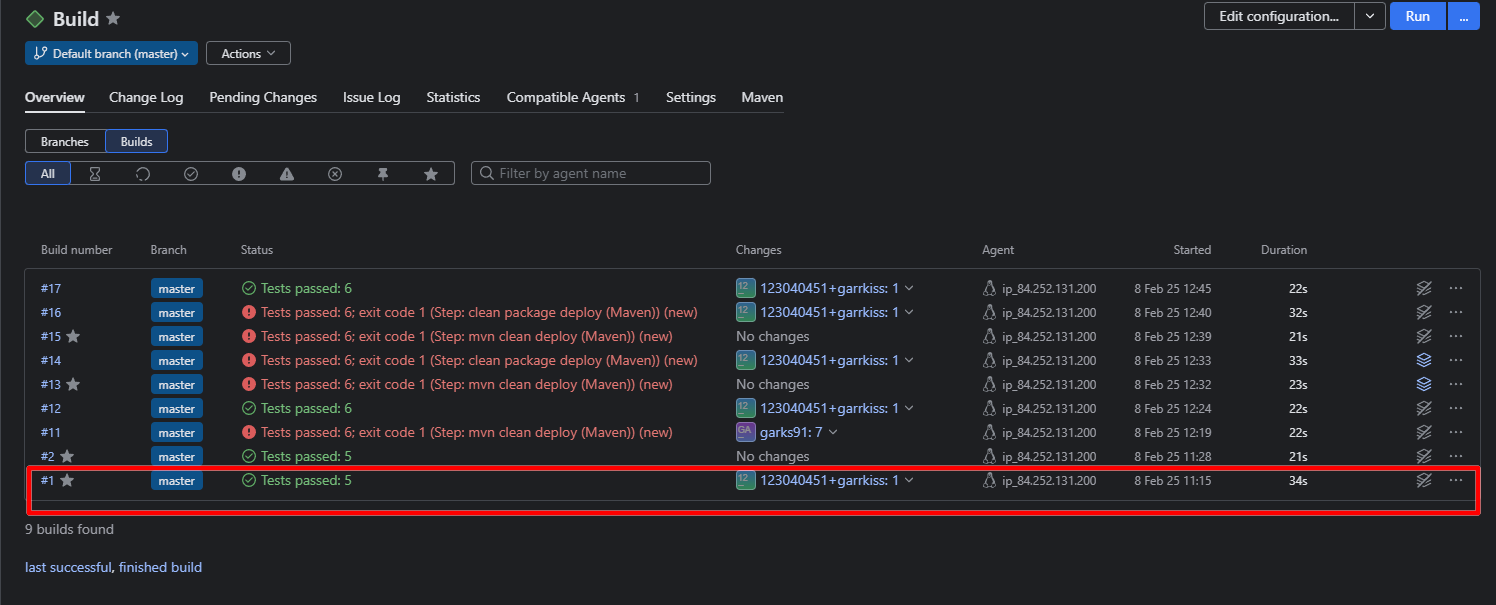 Build
Edit configuration...
Run
...
Default branch (master)
Actions
Overview Change Log Pending Changes Issue Log Statistics Compatible Agents 1 Settings Maven
Branches Builds
All
Filter by agent name
Build number Branch Status Changes Agent Started Duration
#17 master Tests passed: 6 12 123040451+garrkiss: 1 ip_84.252.131.200 8 Feb 25 12:45 22s
#16 master Tests passed: 6; exit code 1 (Step: clean package deploy (Maven)) (new) 12 123040451+garrkiss: 1 ip_84.252.131.200 8 Feb 25 12:40 32s
#15 master Tests passed: 6; exit code 1 (Step: mvn clean deploy (Maven)) (new) No changes ip_84.252.131.200 8 Feb 25 12:39 21s
#14 master Tests passed: 6; exit code 1 (Step: clean package deploy (Maven)) (new) 12 123040451+garrkiss: 1 ip_84.252.131.200 8 Feb 25 12:33 33s
#13 master Tests passed: 6; exit code 1 (Step: mvn clean deploy (Maven)) (new) No changes ip_84.252.131.200 8 Feb 25 12:32 23s
#12 master Tests passed: 6 12 123040451+garrkiss: 1 ip_84.252.131.200 8 Feb 25 12:24 22s
#11 master Tests passed: 6; exit code 1 (Step: mvn clean deploy (Maven)) (new) GA garks91: 7 ip_84.252.131.200 8 Feb 25 12:19 22s
#2 master Tests passed: 5 No changes ip_84.252.131.200 8 Feb 25 11:28 21s
#1 master Tests passed: 5 12 123040451+garrkiss: 1 ip_84.252.131.200 8 Feb 25 11:15 34s
9 builds found
last successful, finished build